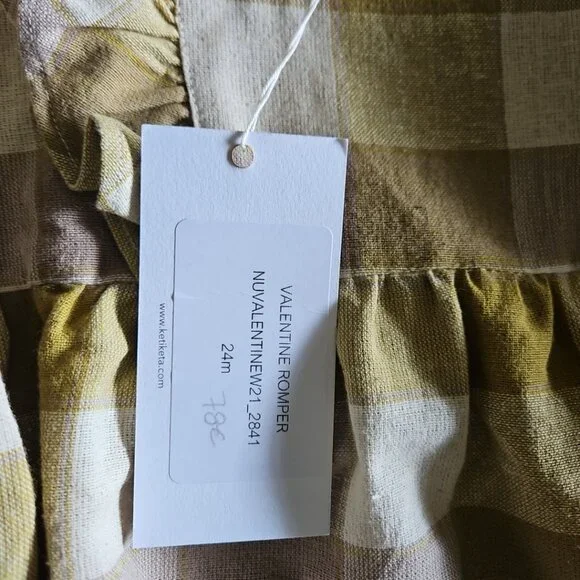 VALENTINE ROMPER
NUVALENTINEW21_2841
24m
78€
www.ketiketa.com